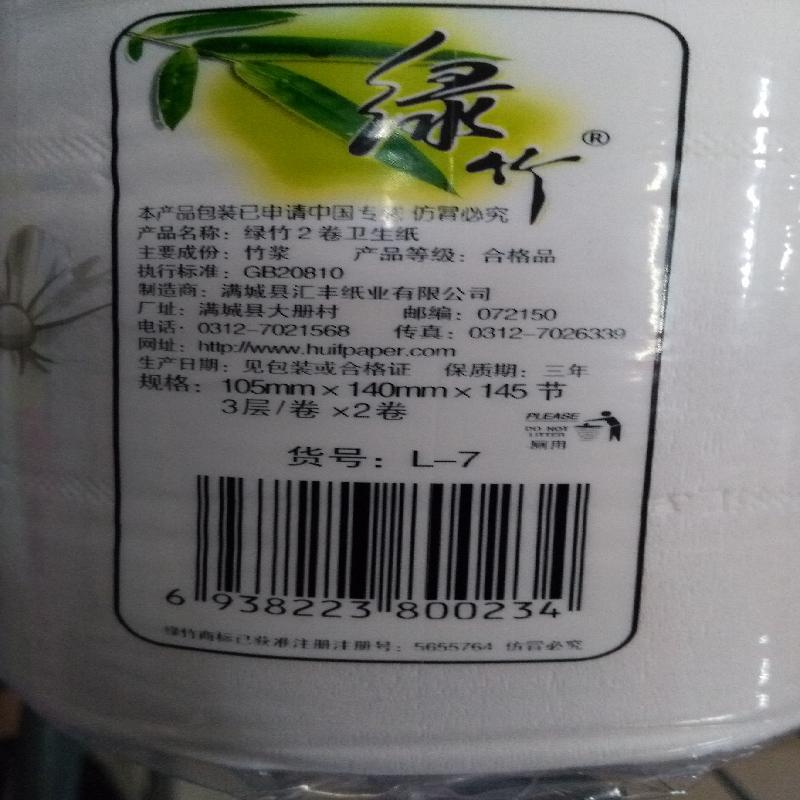 绿竹®
本产品包装已申请中国专利 仿冒必究
产品名称：绿竹2卷卫生纸
主要成份：竹浆 产品等级：合格品
执行标准：GB20810
制造商：满城县汇丰纸业有限公司
厂址：满城县大册村 邮编：072150
电话：0312-7021568 传真：0312-7026339
网址：http://www.huifpaper.com
生产日期：见包装或合格证 保质期：三年
规格：105mm×140mm×145节
3层/卷×2卷
PLEASE
DO NOT
LITTER
厕用
货号：L-7
6 938223 800234
绿竹商标已获准注册注册号：5655764 仿冒必究